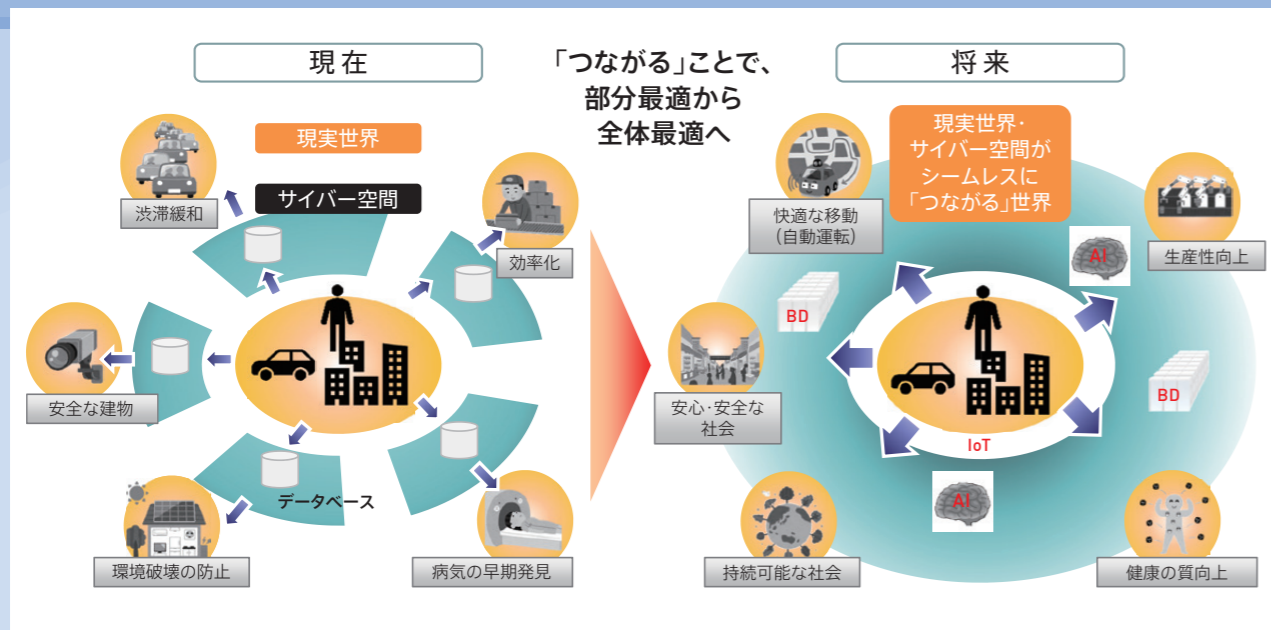 現在
「つながる」ことで、
部分最適から
全体最適へ
将来
現実世界
サイバー空間
渋滞緩和
効率化
安全な建物
データベース
環境破壊の防止
病気の早期発見
現実世界・
サイバー空間が
シームレスに
「つながる」世界
快適な移動
(自動運転)
AI
生産性向上
BD
安心・安全な
社会
BD
IoT
AI
持続可能な社会
健康の質向上